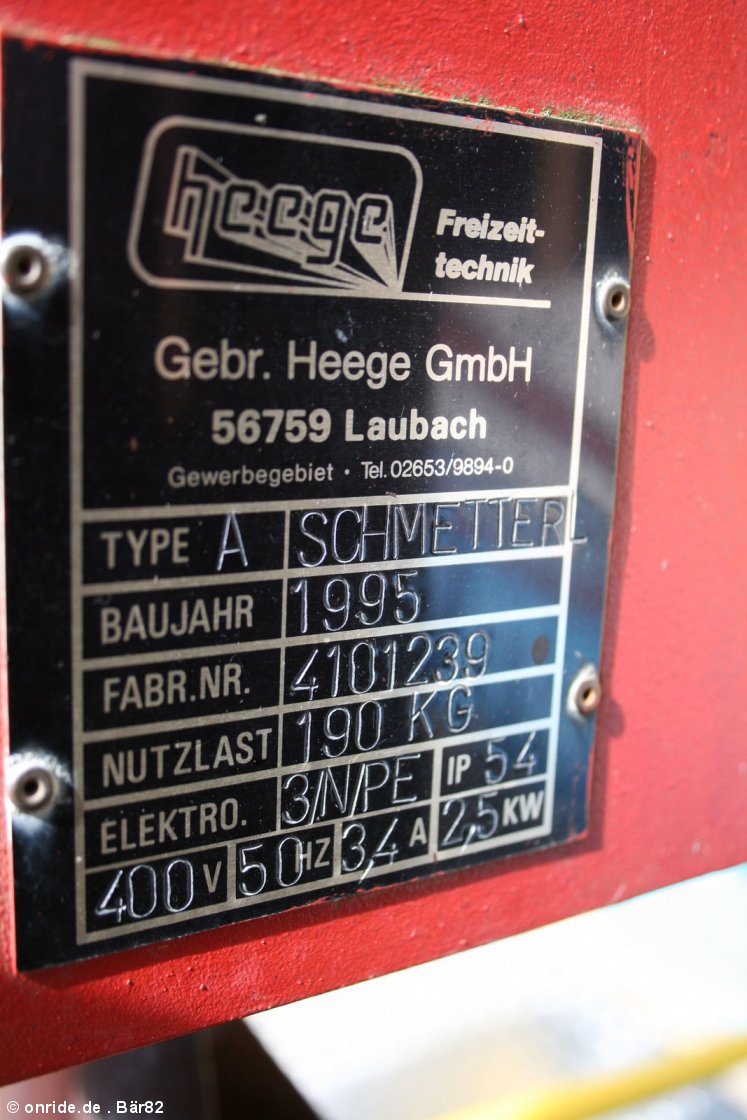 heege
Freizeit-
technik
Gebr. Heege GmbH
56759 Laubach
Gewerbegebiet · Tel. 02653/9894-0
TYPE A SCHMETTERL
BAUJAHR 1995
FABR.NR. 4101239
NUTZLAST 190 KG
ELEKTRO. 3/N/PE IP 54
400 V 50 HZ 3,4 A 2,5 KW
© onride.de . Bär82